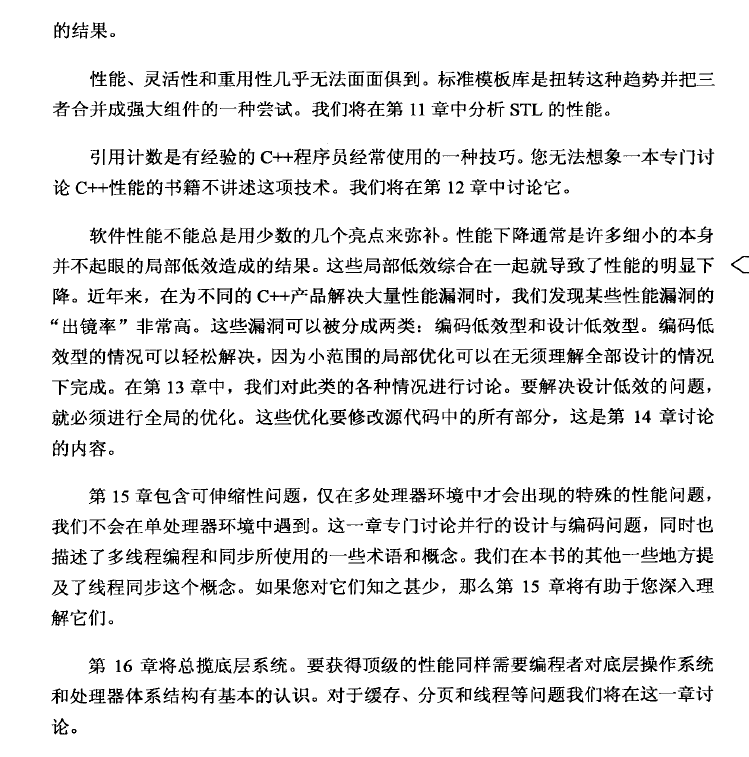 的结果。
性能、灵活性和重用性几乎无法面面俱到。标准模板库是扭转这种趋势并把三
者合并成强大组件的一种尝试。我们将在第 11 章中分析 STL 的性能。
引用计数是有经验的 C++程序员经常使用的一种技巧。您无法想象一本专门讨
论 C++性能的书籍不讲述这项技术。我们将在第 12 章中讨论它。
软件性能不能总是用少数的几个亮点来弥补。性能下降通常是许多细小的本身
并不起眼的局部低效造成的结果。这些局部低效综合在一起就导致了性能的明显下
降。近年来，在为不同的 C++产品解决大量性能漏洞时，我们发现某些性能漏洞的
“出镜率”非常高。这些漏洞可以被分成两类：编码低效型和设计低效型。编码低
效型的情况可以轻松解决，因为小范围的局部优化可以在无须理解全部设计的情况
下完成。在第 13 章中，我们对此类的各种情况进行讨论。要解决设计低效的问题，
就必须进行全局的优化。这些优化要修改源代码中的所有部分，这是第 14 章讨论
的内容。
第 15 章包含可伸缩性问题，仅在多处理器环境中才会出现的特殊的性能问题，
我们不会在单处理器环境中遇到。这一章专门讨论并行的设计与编码问题，同时也
描述了多线程编程和同步所使用的一些术语和概念。我们在本书的其他一些地方提
及了线程同步这个概念。如果您对它们知之甚少，那么第 15 章将有助于您深入理
解它们。
第 16 章将总揽底层系统。要获得顶级的性能同样需要编程者对底层操作系统
和处理器体系结构有基本的认识。对于缓存、分页和线程等问题我们将在这一章讨
论。